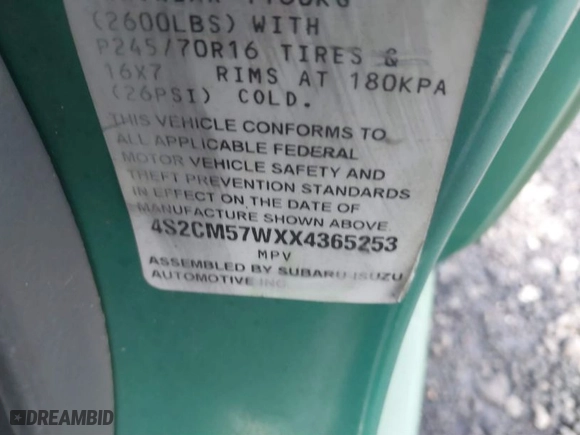 (2600LBS) WITH
P245/70R16 TIRES &
16X7 RIMS AT 180KPA
(26PSI) COLD.
THIS VEHICLE CONFORMS TO
ALL APPLICABLE FEDERAL
MOTOR VEHICLE SAFETY AND
THEFT PREVENTION STANDARDS
IN EFFECT ON THE DATE OF
MANUFACTURE SHOWN ABOVE
4S2CM57WXX4365253
MPV
ASSEMBLED BY SUBARU-ISUZU
AUTOMOTIVE INC.
DREAMBID